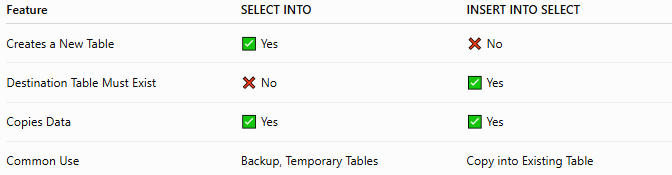 Feature SELECT INTO INSERT INTO SELECT
Creates a New Table ✅ Yes ❌ No
Destination Table Must Exist ❌ No ✅ Yes
Copies Data ✅ Yes ✅ Yes
Common Use Backup, Temporary Tables Copy into Existing Table